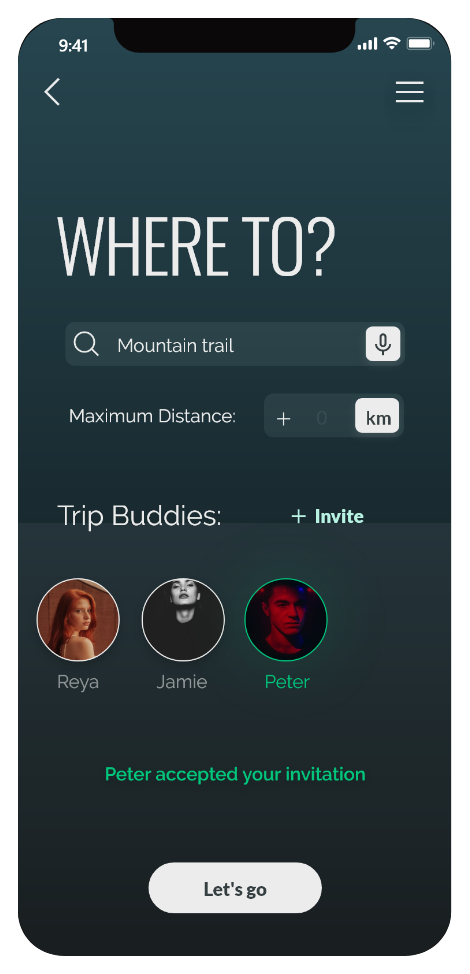 9:41
WHERE TO?
Mountain trail
Maximum Distance: + 0 km
Trip Buddies: + Invite
Reya Jamie Peter
Peter accepted your invitation
Let's go